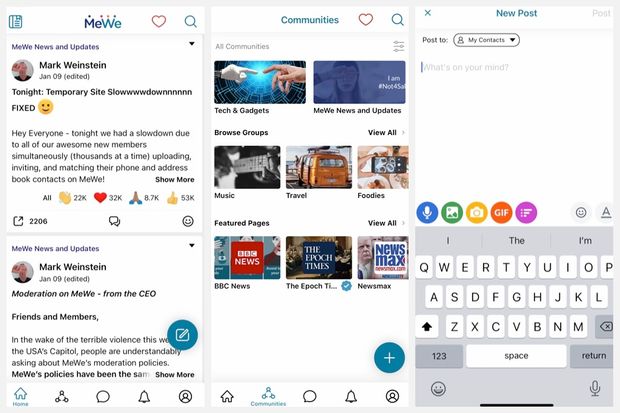 MeWe
MeWe News and Updates
Mark Weinstein
Jan 09 (edited)
Tonight: Temporary Site Slowwwwdownnnnnn
FIXED
Hey Everyone - tonight we had a slowdown due
to all of our awesome new members
simultaneously (thousands at a time) uploading,
inviting, and matching their phone and address
book contacts on MeWe! The terrible
Show More
All 22K 32K 8.7K 53K
2206
MeWe News and Updates
Mark Weinstein
Jan 09 (edited)
Moderation on MeWe - from the CEO
Friends and Members,
In the wake of the terrible violence this we
the USA's Capitol, people are understandably
asking about MeWe's moderation policies.
MeWe's policies have been the sam Show More
Home
Communities
All Communities
I am
#Not4Sal
Tech & Gadgets
MeWe News and Updates
Browse Groups
View All
Music
Travel
Foodies
Featured Pages
View All
BBC
NEWS
THE
EPOCH
TIMES
news
max
newsmax.com
BBC News
The Epoch Ti...
Newsmax
Communities
New Post
Post
Post to: My Contacts
What's on your mind?
GIF
I The I'm
Q W E R T Y U I O P
A S D F G H J K L
Z X C V B N M
123 space return